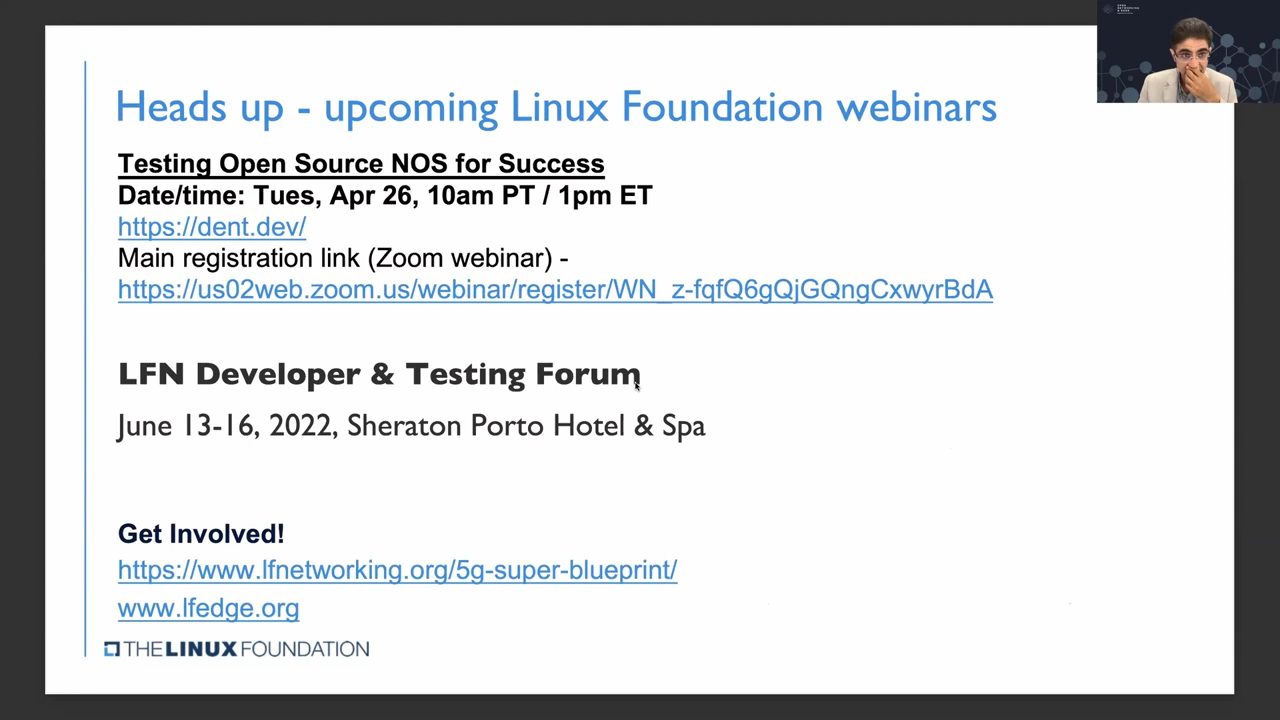 Heads up - upcoming Linux Foundation webinars
Testing Open Source NOS for Success
Date/time: Tues, Apr 26, 10am PT / 1pm ET
https://dent.dev/
Main registration link (Zoom webinar) -
https://us02web.zoom.us/webinar/register/WN_z-fqfQ6gQjGQngCxwyrBdA
LFN Developer & Testing Forum
June 13-16, 2022, Sheraton Porto Hotel & Spa
Get Involved!
https://www.lfnetworking.org/5g-super-blueprint/
www.lfedge.org
THE LINUX FOUNDATION